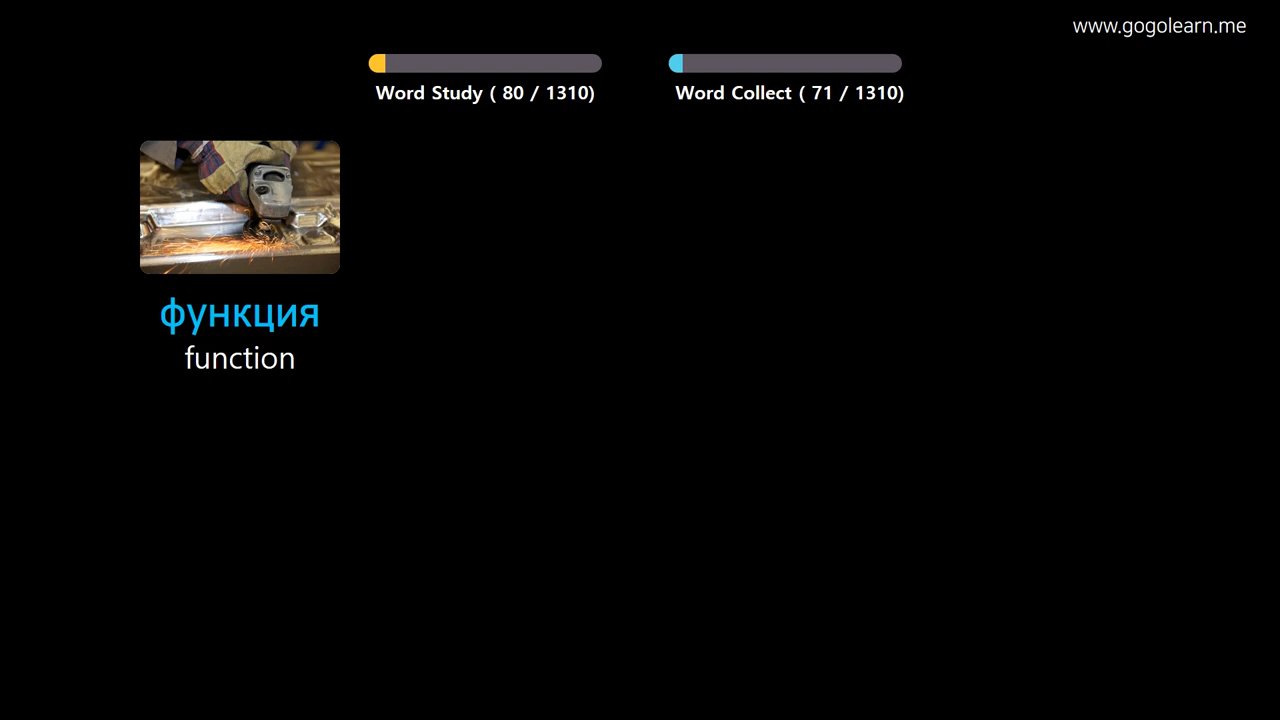 www.gogolearn.me
Word Study ( 80 / 1310)
Word Collect ( 71 / 1310)
функция
function